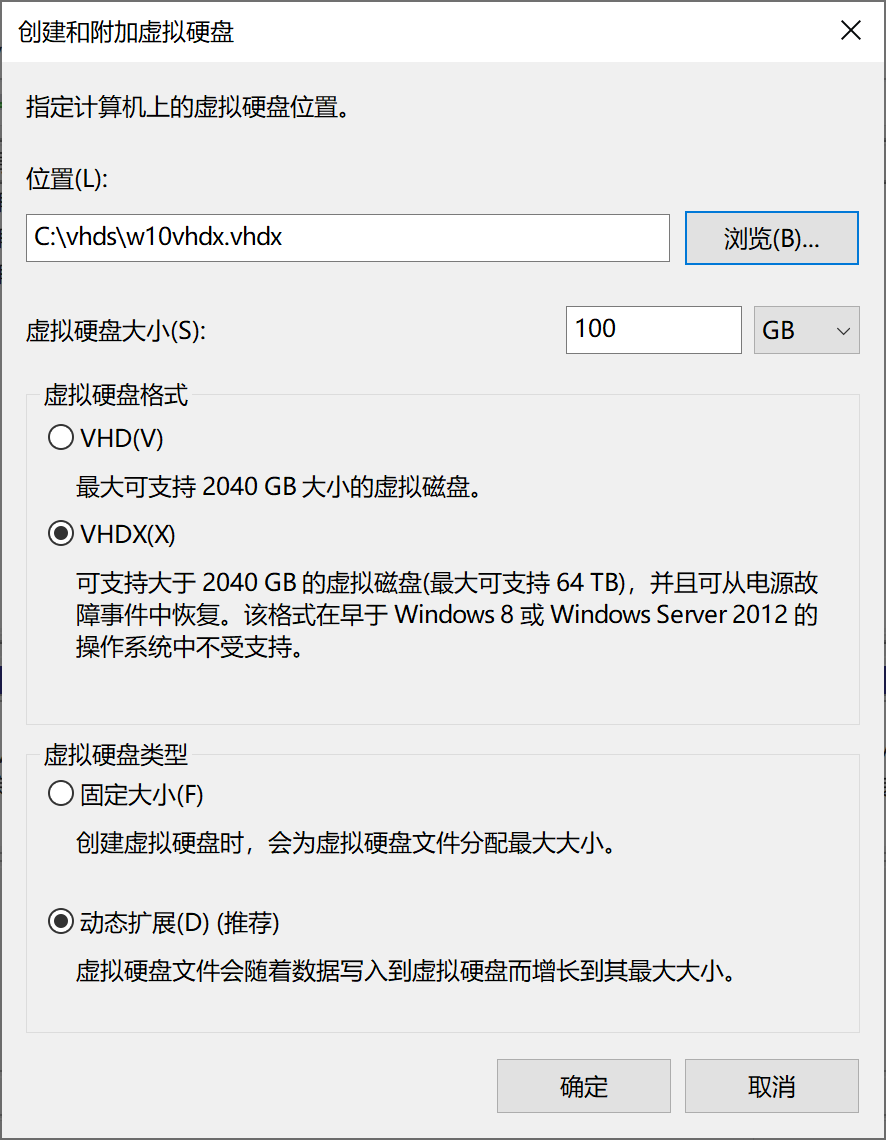 创建和附加虚拟硬盘
指定计算机上的虚拟硬盘位置。
位置(L):
C:\vhds\w10vhdx.vhdx
浏览(B)...
虚拟硬盘大小(S):
100
GB
虚拟硬盘格式
VHD(V)
最大可支持 2040 GB 大小的虚拟磁盘。
VHDX(X)
可支持大于 2040 GB 的虚拟磁盘(最大可支持 64 TB)，并且可从电源故
障事件中恢复。该格式在早于 Windows 8 或 Windows Server 2012 的
操作系统中不受支持。
虚拟硬盘类型
固定大小(F)
创建虚拟硬盘时，会为虚拟硬盘文件分配最大大小。
动态扩展(D) (推荐)
虚拟硬盘文件会随着数据写入到虚拟硬盘而增长到其最大大小。
确定
取消